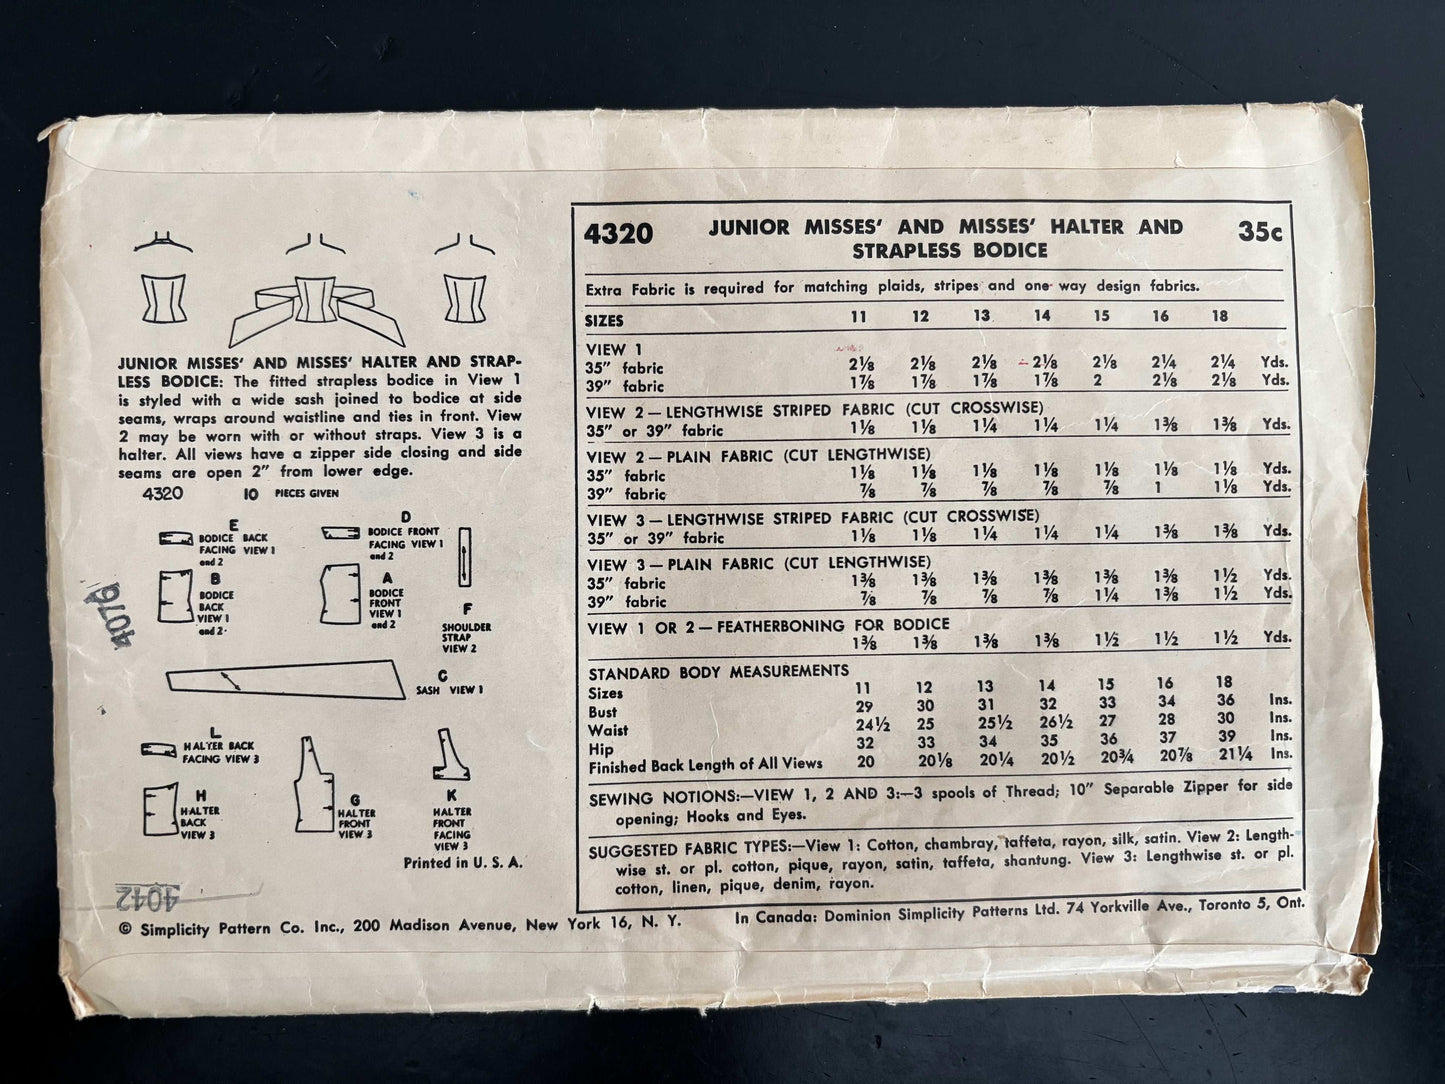 JUNIOR MISSES' AND MISSES' HALTER AND STRAP-
LESS BODICE: The fitted strapless bodice in View 1
is styled with a wide sash joined to bodice at side
seams, wraps around waistline and ties in front. View
2 may be worn with or without straps. View 3 is a
halter. All views have a zipper side closing and side
seams are open 2" from lower edge.
4320 10 PIECES GIVEN
E
BODICE BACK
FACING VIEW 1
and 2
D
BODICE FRONT
FACING VIEW 1
and 2
B
BODICE
BACK
VIEW 1
and 2
A
BODICE
FRONT
VIEW 1
and 2
F
SHOULDER
STRAP
VIEW 2
4076
C
SASH VIEW 1
L
HALTER BACK
FACING VIEW 3
H
HALTER
BACK
VIEW 3
G
HALTER
FRONT
VIEW 3
K
HALTER
FRONT
FACING
VIEW 3
Printed in U. S. A.
4042
© Simplicity Pattern Co. Inc., 200 Madison Avenue, New York 16, N. Y. In Canada: Dominion Simplicity Patterns Ltd. 74 Yorkville Ave., Toronto 5, Ont.
4320 JUNIOR MISSES' AND MISSES' HALTER AND 35c
STRAPLESS BODICE
Extra Fabric is required for matching plaids, stripes and one way design fabrics.
SIZES 11 12 13 14 15 16 18
VIEW 1
35" fabric 2⅛ 2⅛ 2⅛ 2⅛ 2⅛ 2¼ 2¼ Yds.
39" fabric 1⅞ 1⅞ 1⅞ 1⅞ 2 2⅛ 2⅛ Yds.
VIEW 2—LENGTHWISE STRIPED FABRIC (CUT CROSSWISE)
35" or 39" fabric 1⅛ 1⅛ 1¼ 1¼ 1¼ 1⅜ 1⅜ Yds.
VIEW 2—PLAIN FABRIC (CUT LENGTHWISE)
35" fabric 1⅛ 1⅛ 1⅛ 1⅛ 1⅛ 1⅛ 1⅛ Yds.
39" fabric ⅞ ⅞ ⅞ ⅞ ⅞ 1 1⅛ Yds.
VIEW 3—LENGTHWISE STRIPED FABRIC (CUT CROSSWISE)
35" or 39" fabric 1⅛ 1⅛ 1¼ 1¼ 1¼ 1⅜ 1⅜ Yds.
VIEW 3—PLAIN FABRIC (CUT LENGTHWISE)
35" fabric 1⅜ 1⅜ 1⅜ 1⅜ 1⅜ 1⅜ 1½ Yds.
39" fabric ⅞ ⅞ ⅞ ⅞ 1¼ 1⅜ 1½ Yds.
VIEW 1 OR 2—FEATHERBONING FOR BODICE
1⅜ 1⅜ 1⅜ 1⅜ 1½ 1½ 1½ Yds.
STANDARD BODY MEASUREMENTS
Sizes 11 12 13 14 15 16 18
Bust 29 30 31 32 33 34 36 Ins.
Waist 24½ 25 25½ 26½ 27 28 30 Ins.
Hip 32 33 34 35 36 37 39 Ins.
Finished Back Length of All Views 20 20⅛ 20¼ 20½ 20¾ 20⅞ 21¼ Ins.
SEWING NOTIONS:—VIEW 1, 2 AND 3:—3 spools of Thread; 10" Separable Zipper for side
opening; Hooks and Eyes.
SUGGESTED FABRIC TYPES:—View 1: Cotton, chambray, taffeta, rayon, silk, satin. View 2: Length-
wise st. or pl. cotton, pique, rayon, satin, taffeta, shantung. View 3: Lengthwise st. or pl.
cotton, linen, pique, denim, rayon.